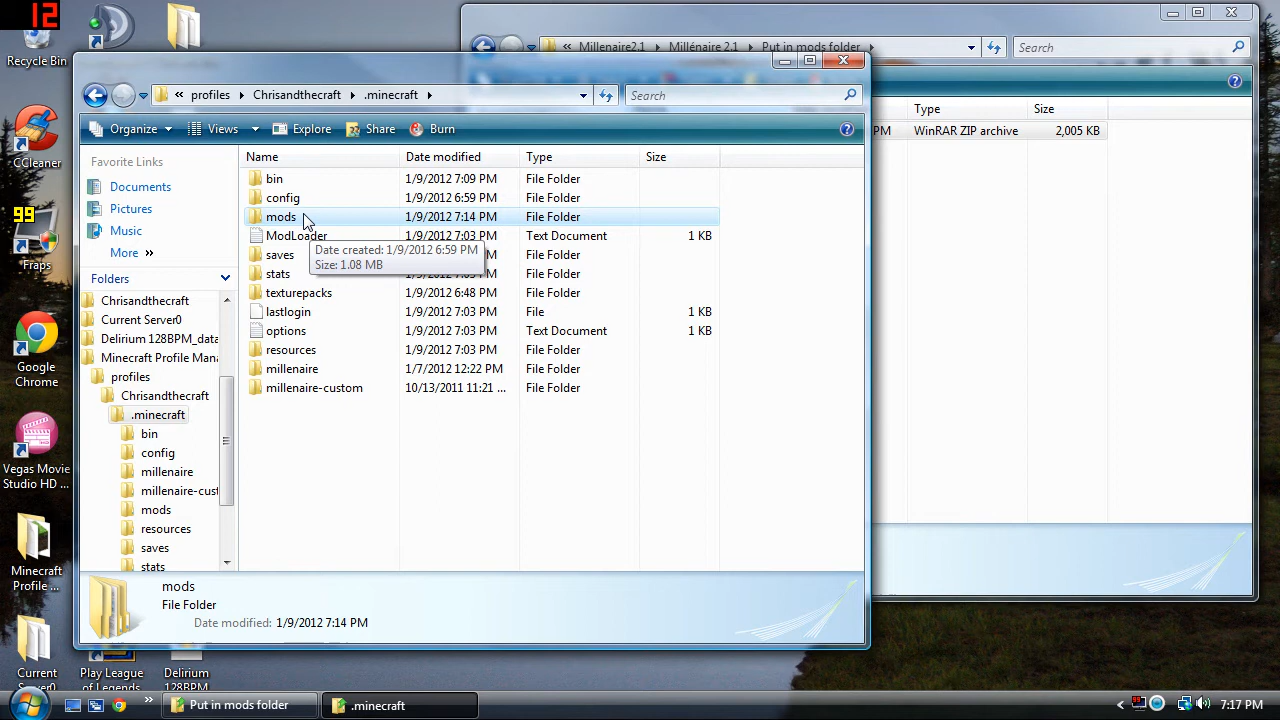 12
Recycle Bin
CCleaner
99
Fraps
Google
Chrome
Vegas Movie
Studio HD ...
Minecraft
Profile ...
Current
Server0
Play League
of Legends
Delirium
128BPM
« Millenaire2.1 › Millénaire 2.1 › Put in mods folder ›
Search
Type
Size
PM
WinRAR ZIP archive
2,005 KB
« profiles › Chrisandthecraft › .minecraft ›
Search
Organize
Views
Explore
Share
Burn
Favorite Links
Documents
Pictures
Music
More »
Folders
Chrisandthecraft
Current Server0
Delirium 128BPM_data
Minecraft Profile Mana
profiles
Chrisandthecraft
.minecraft
bin
config
millenaire
millenaire-cust
mods
resources
saves
stats
Name Date modified Type Size
bin 1/9/2012 7:09 PM File Folder
config 1/9/2012 6:59 PM File Folder
mods 1/9/2012 7:14 PM File Folder
ModLoader 1/9/2012 7:03 PM Text Document 1 KB
saves File Folder
stats File Folder
Date created: 1/9/2012 6:59 PM
Size: 1.08 MB
texturepacks 1/9/2012 6:48 PM File Folder
lastlogin 1/9/2012 7:03 PM File 1 KB
options 1/9/2012 7:03 PM Text Document 1 KB
resources 1/9/2012 7:03 PM File Folder
millenaire 1/7/2012 12:22 PM File Folder
millenaire-custom 10/13/2011 11:21 ... File Folder
mods
File Folder
Date modified: 1/9/2012 7:14 PM
Put in mods folder
.minecraft
7:17 PM